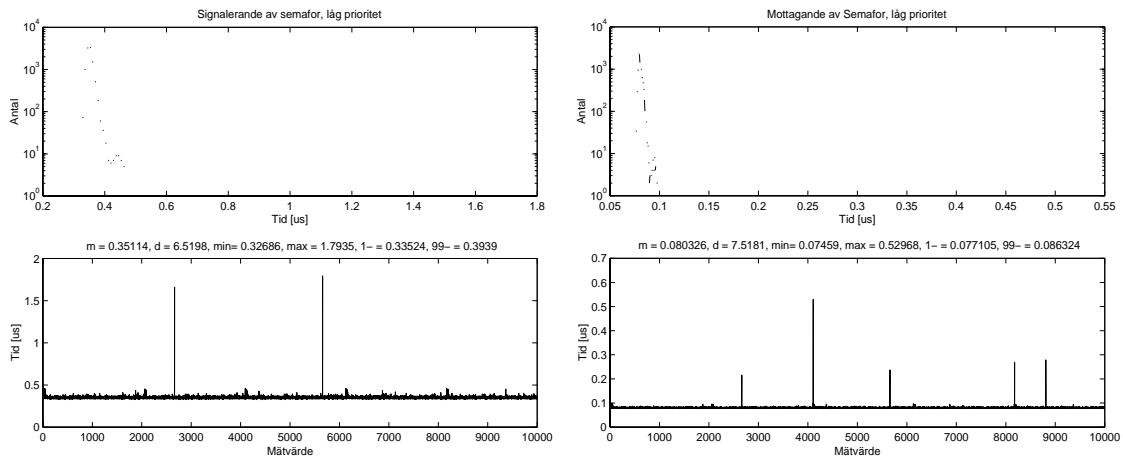 Signalerande av semafor, låg prioritet
10^4
10^3
10^2
10^1
10^0
Antal
0.2 0.4 0.6 0.8 1 1.2 1.4 1.6 1.8
Tid [us]
Mottagande av Semafor, låg prioritet
10^4
10^3
10^2
10^1
10^0
Antal
0.05 0.1 0.15 0.2 0.25 0.3 0.35 0.4 0.45 0.5 0.55
Tid [us]
m = 0.35114, d = 6.5198, min= 0.32686, max = 1.7935, 1− = 0.33524, 99− = 0.3939
2
1.5
1
0.5
0
Tid [us]
0 1000 2000 3000 4000 5000 6000 7000 8000 9000 10000
Mätvärde
m = 0.080326, d = 7.5181, min= 0.07459, max = 0.52968, 1− = 0.077105, 99− = 0.086324
0.7
0.6
0.5
0.4
0.3
0.2
0.1
0
Tid [us]
0 1000 2000 3000 4000 5000 6000 7000 8000 9000 10000
Mätvärde